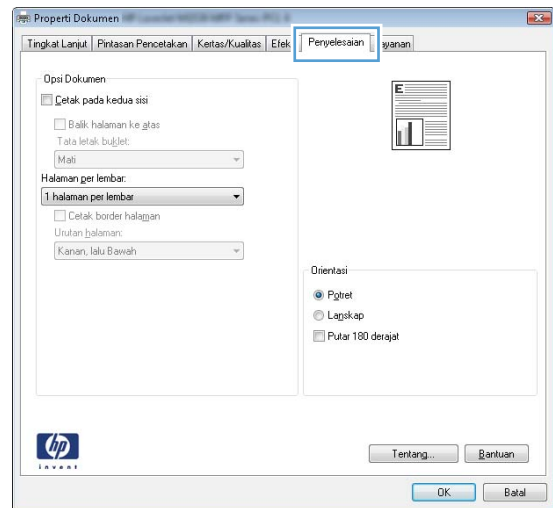 Properti Dokumen
Tingkat Lanjut Pintasan Pencetakan Kertas/Kualitas Efek Penyelesaian ayanan
Opsi Dokumen
Cetak pada kedua sisi
Balik halaman ke atas
Tata letak buklet:
Mati
Halaman per lembar:
1 halaman per lembar
Cetak border halaman
Urutan halaman:
Kanan, lalu Bawah
E
Orientasi
Potret
Lanskap
Putar 180 derajat
hp
invent
Tentang... Bantuan
OK Batal